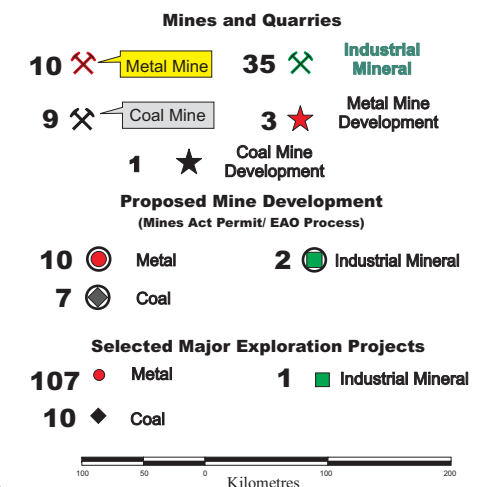 Mines and Quarries
10 Metal Mine
35 Industrial
Mineral
9 Coal Mine
3 Metal Mine
Development
1 Coal Mine
Development
Proposed Mine Development
(Mines Act Permit/ EAO Process)
10 Metal
2 Industrial Mineral
7 Coal
Selected Major Exploration Projects
107 Metal
1 Industrial Mineral
10 Coal
100 50 0 100 200
Kilometres